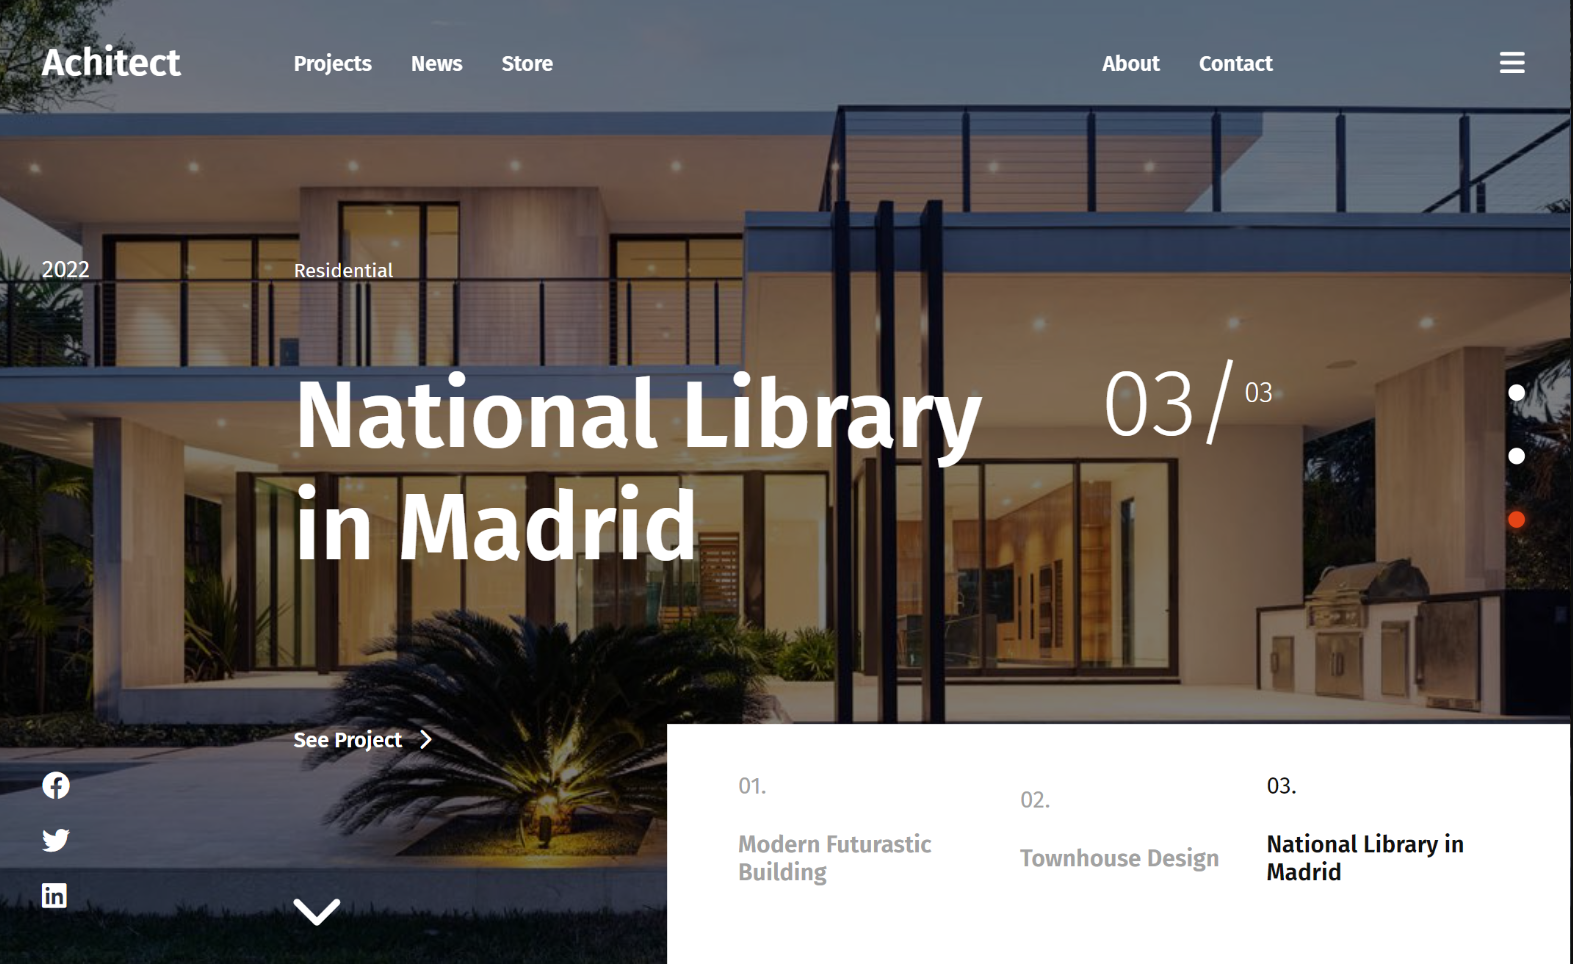 Achitect
Projects
News
Store
About
Contact
2022
Residential
National Library
in Madrid
03/03
See Project
01.
Modern Futurastic
Building
02.
Townhouse Design
03.
National Library in
Madrid